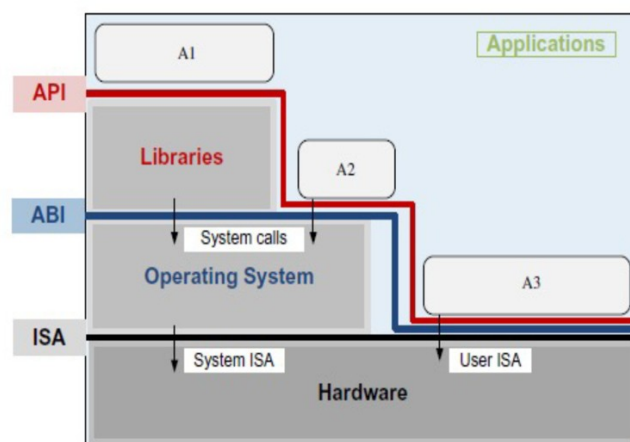 A1
Applications
API
Libraries
A2
ABI
System calls
Operating System
A3
ISA
System ISA
User ISA
Hardware